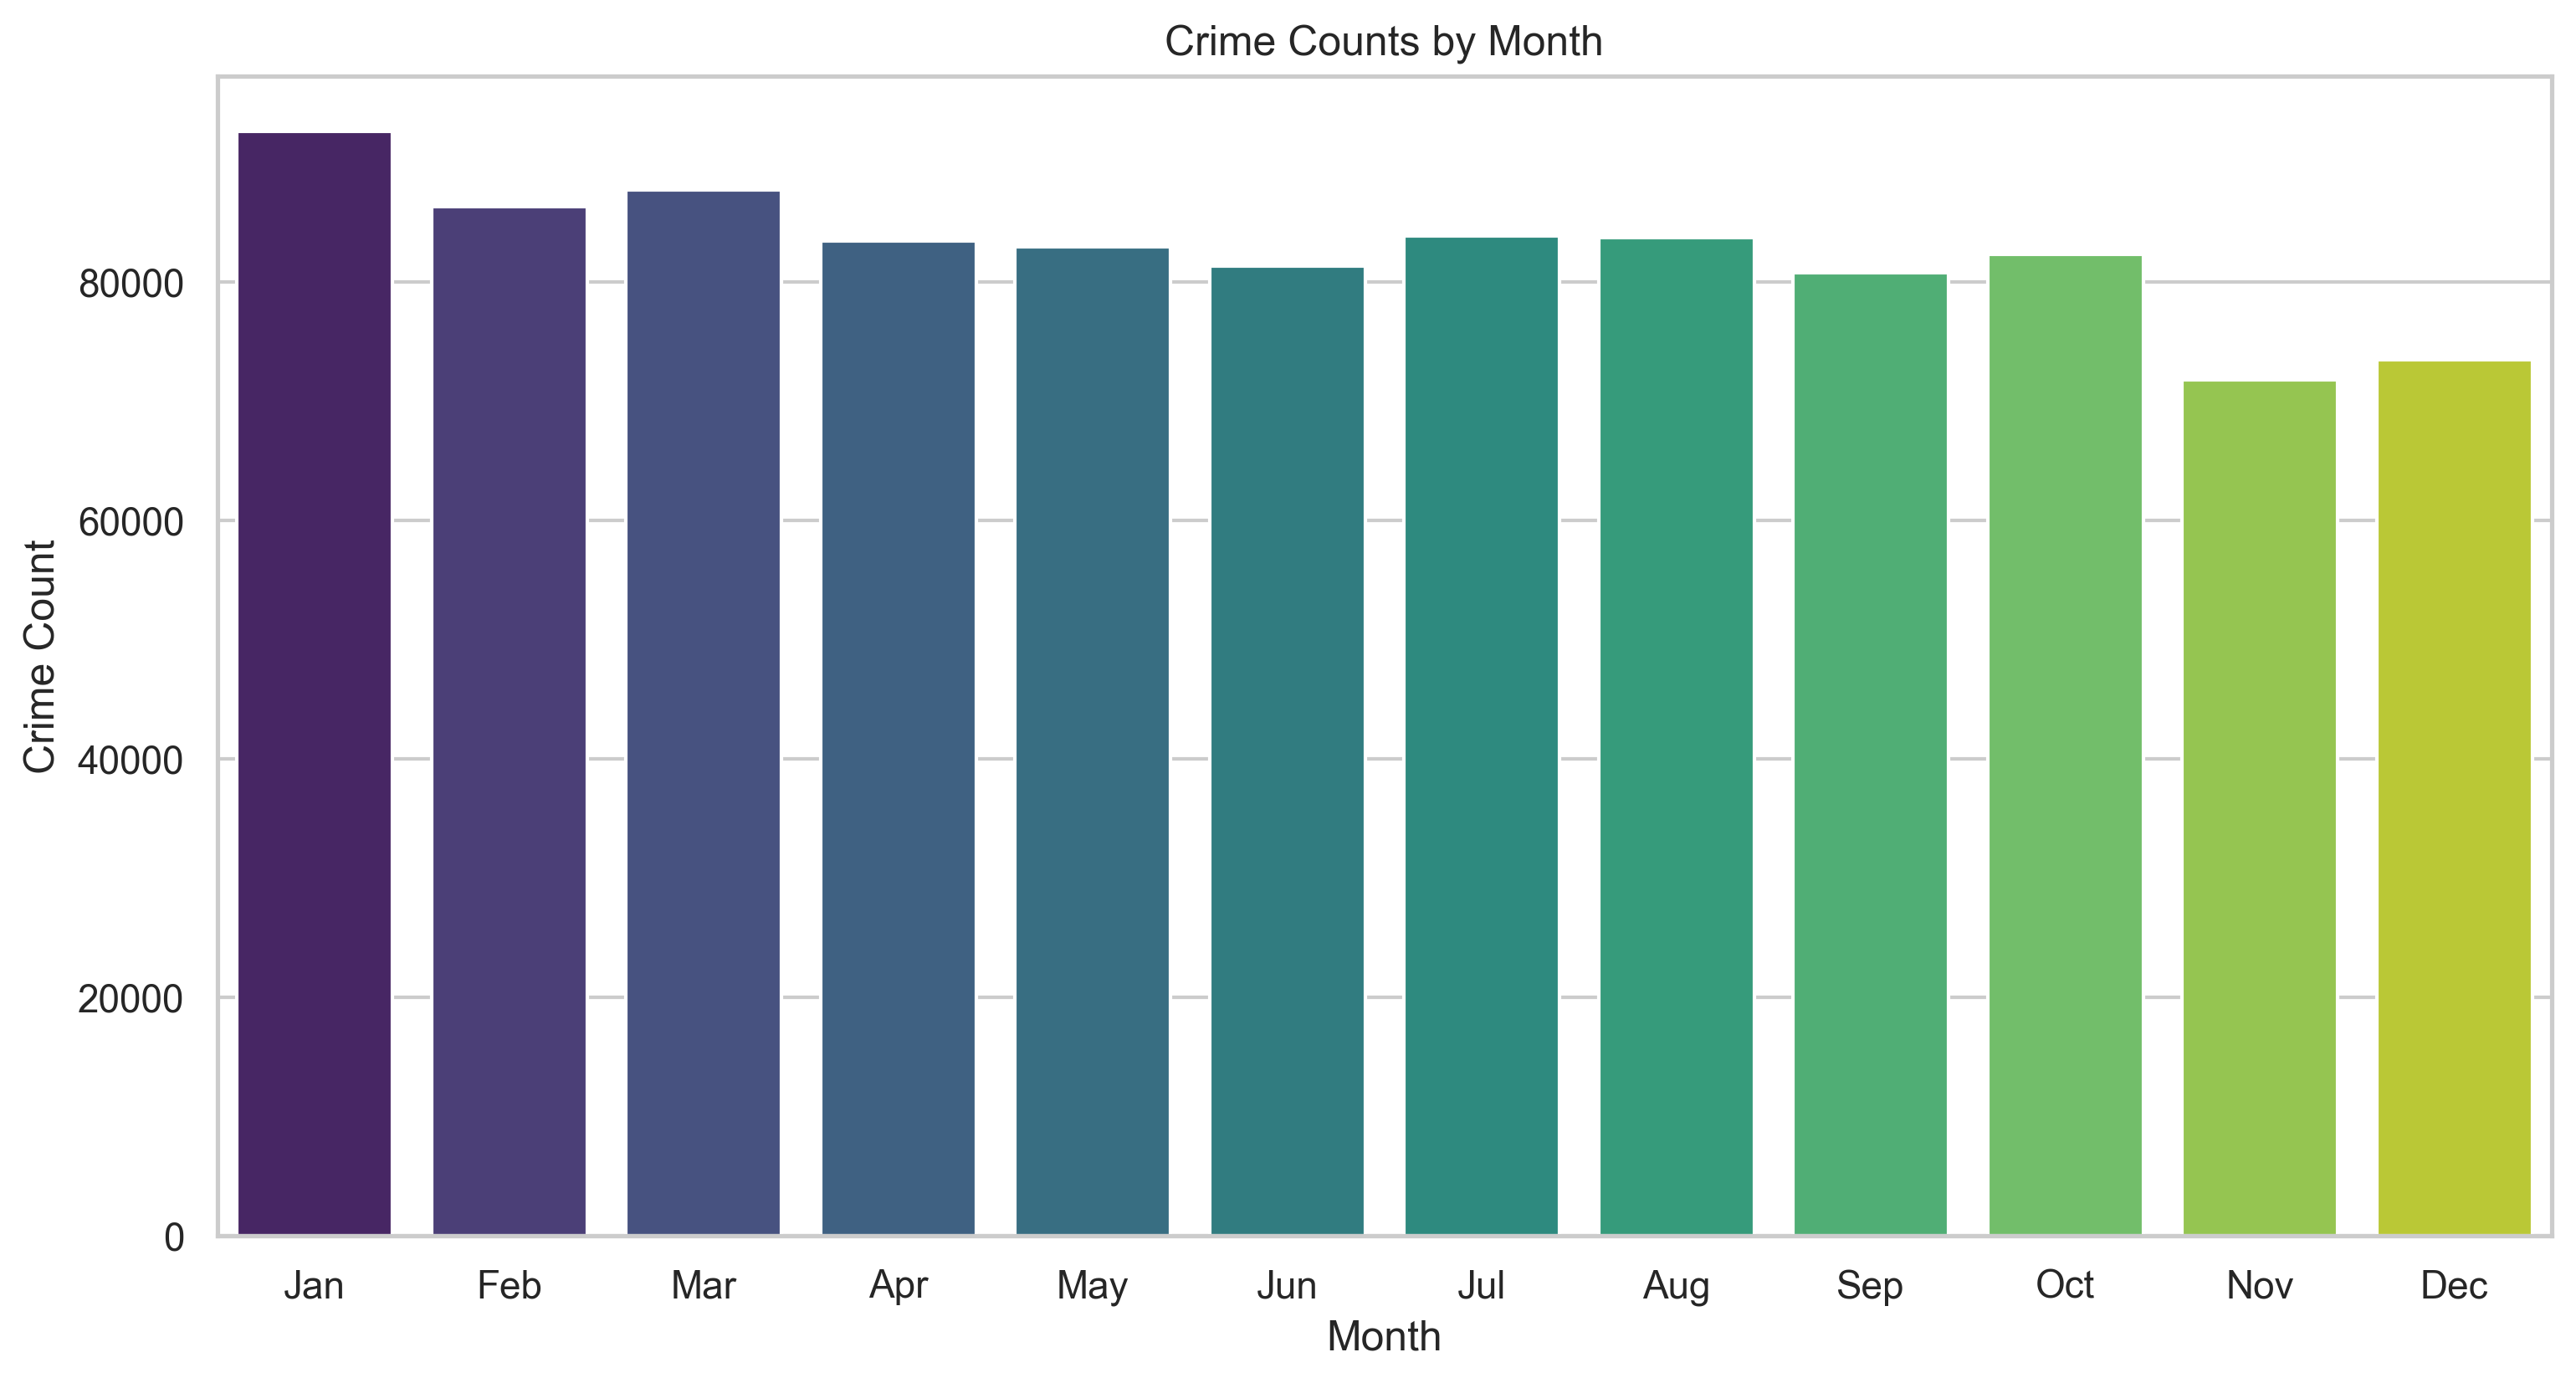 Crime Counts by Month
Crime Count
80000
60000
40000
20000
0
Jan Feb Mar Apr May Jun Jul Aug Sep Oct Nov Dec
Month